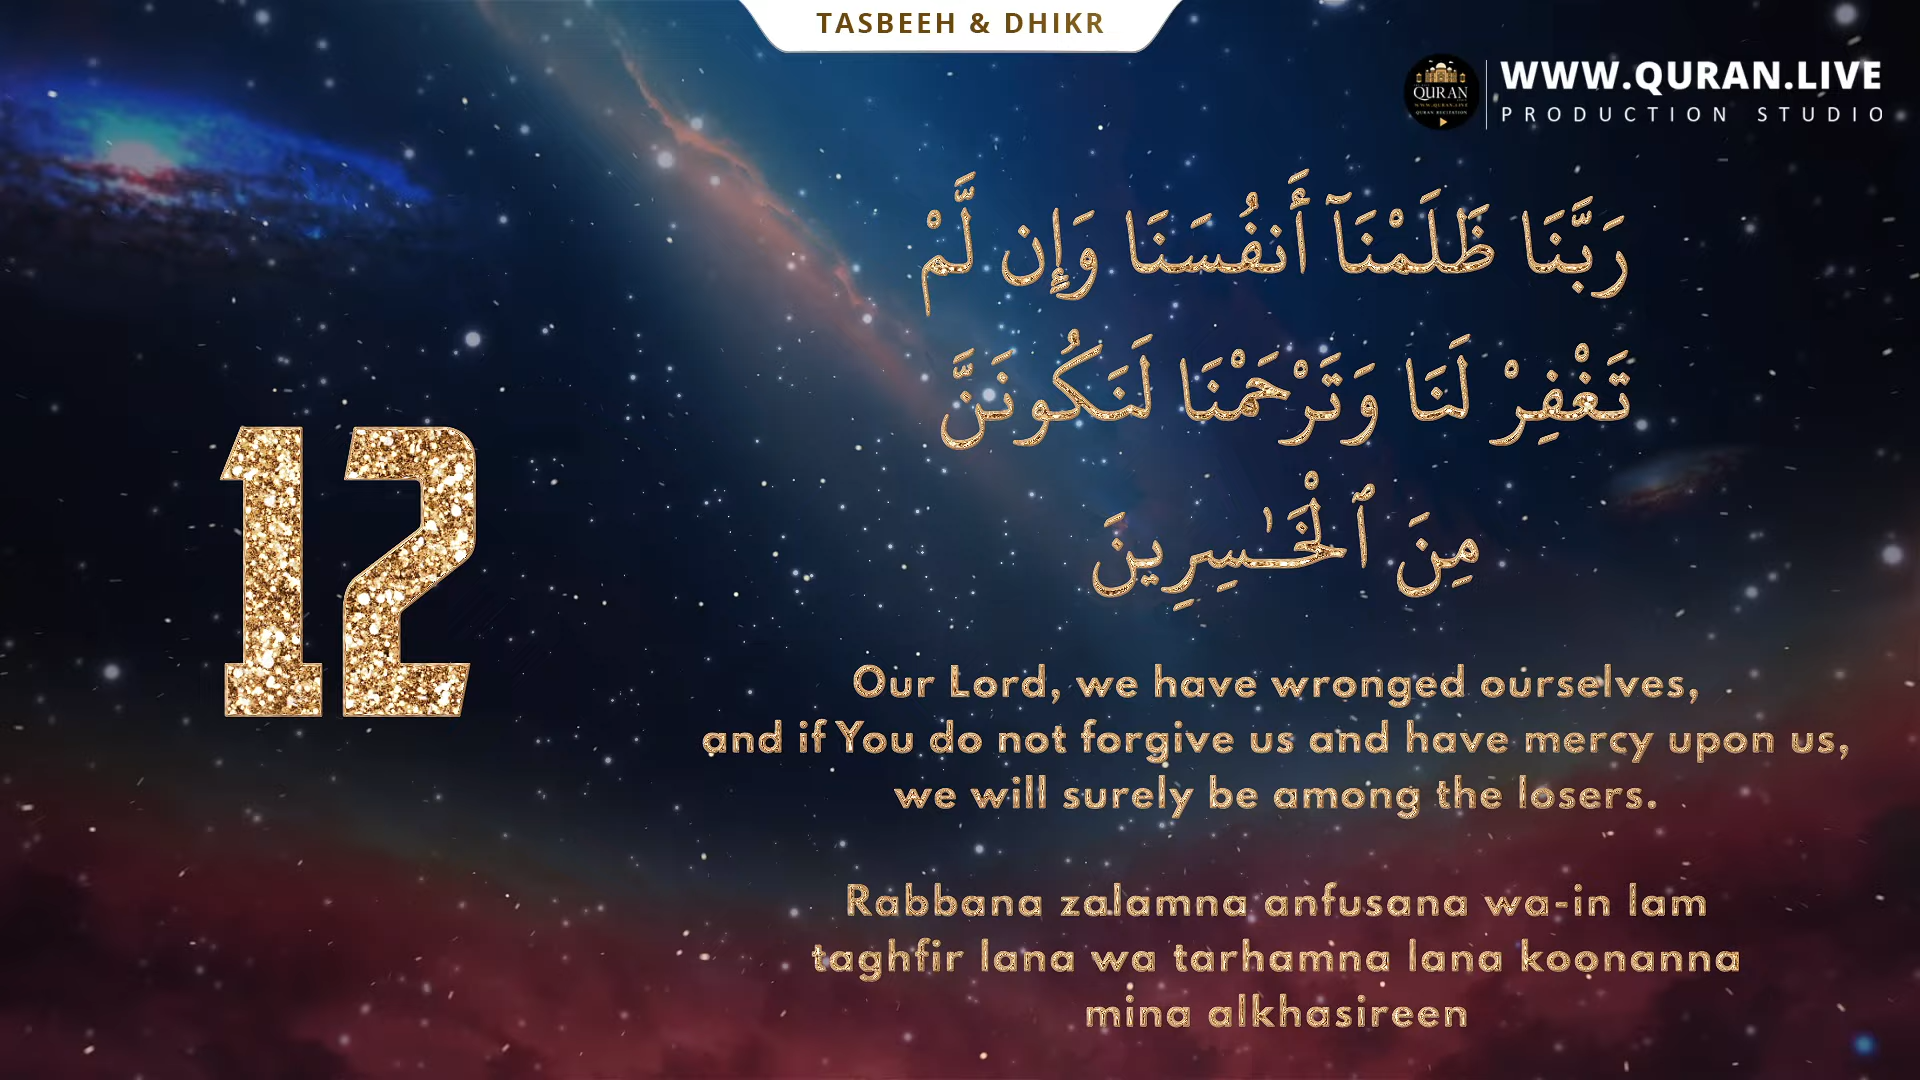 TASBEEH & DHIKR
QURAN
WWW.QURAN.LIVE
PRODUCTION STUDIO
رَبَّنَا ظَلَمْنَآ أَنفُسَنَا وَإِن لَّمْ
تَغْفِرْ لَنَا وَتَرْحَمْنَا لَنَكُونَنَّ
مِنَ ٱلْخَـٰسِرِينَ
12
Our Lord, we have wronged ourselves,
and if You do not forgive us and have mercy upon us,
we will surely be among the losers.
Rabbana zalamna anfusana wa-in lam
taghfir lana wa tarhamna lana koonanna
mina alkhasireen